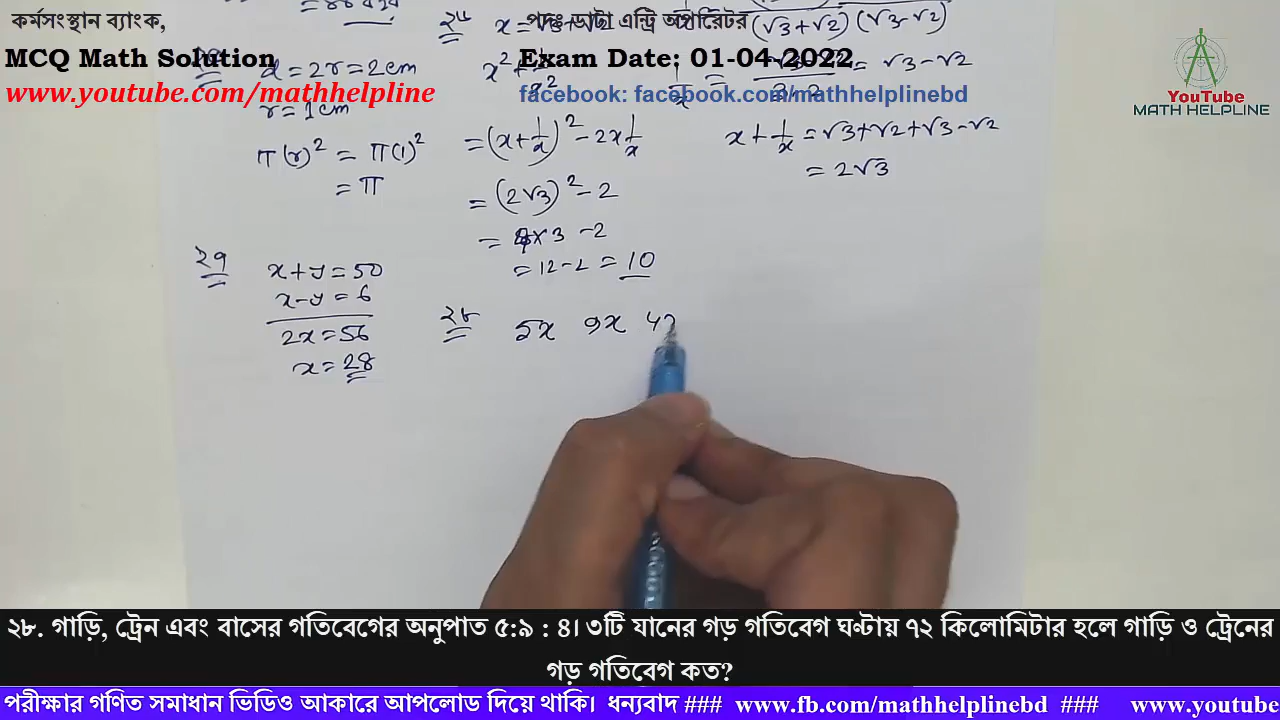 কর্মসংস্থান ব্যাংক,
পদঃ ডাটা এন্ট্রি অপারেটর
MCQ Math Solution
Exam Date: 01-04-2022
www.youtube.com/mathhelpline
facebook: facebook.com/mathhelplinebd
YouTube
MATH HELPLINE
(√3+√2) (√3-√2)
d = 2r = 2cm
r = 1cm
π(r)² = π(1)²
= π
= √3-√2
= (x+1/x)² - 2x1/x
= (2√3)² - 2
= 4x3 - 2
= 12-2 = 10
x + 1/x = √3+√2+√3-√2
= 2√3
২৭
x+y = 50
x-y = 6
2x = 56
x = 28
২৮ 5x 9x 4x
২৮. গাড়ি, ট্রেন এবং বাসের গতিবেগের অনুপাত ৫:৯ : ৪। ৩টি যানের গড় গতিবেগ ঘণ্টায় ৭২ কিলোমিটার হলে গাড়ি ও ট্রেনের
গড় গতিবেগ কত?
পরীক্ষার গণিত সমাধান ভিডিও আকারে আপলোড দিয়ে থাকি। ধন্যবাদ ### www.fb.com/mathhelplinebd ### www.youtube